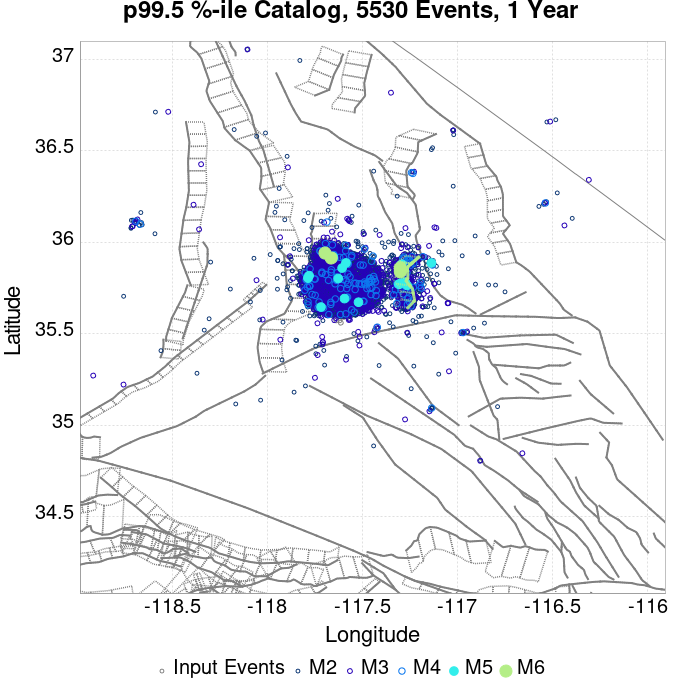 p99.5 %-ile Catalog, 5530 Events, 1 Year
37
36.5
36
35.5
35
34.5
Latitude
-118.5 -118 -117.5 -117 -116.5 -116
Longitude
Input Events M2 M3 M4 M5 M6